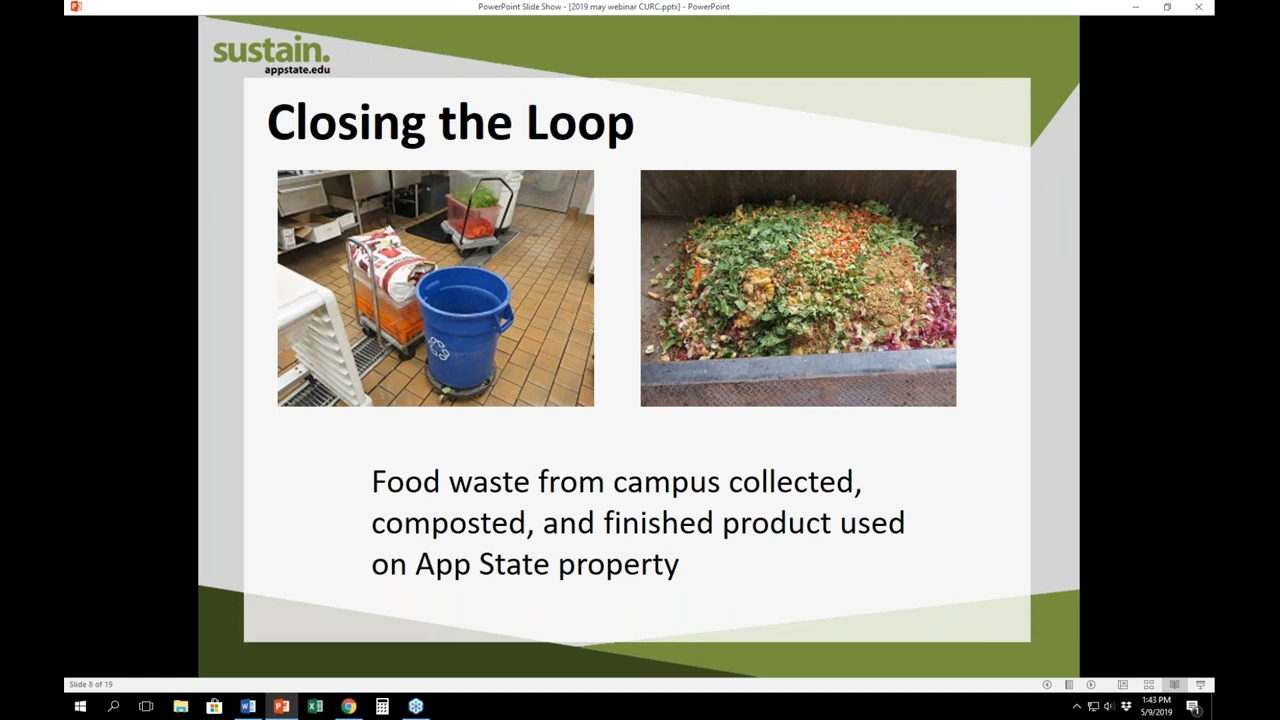 PowerPoint Slide Show - [2019 may webinar CURC.pptx] - PowerPoint
sustain.
appstate.edu
Closing the Loop
Food waste from campus collected,
composted, and finished product used
on App State property
Slide 8 of 19
1:43 PM
5/9/2019